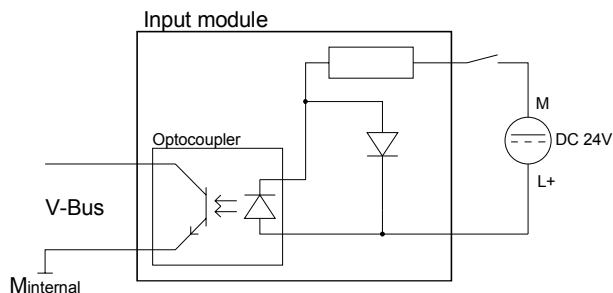 Input module
M
Optocoupler
DC 24V
L+
V-Bus
Minternal